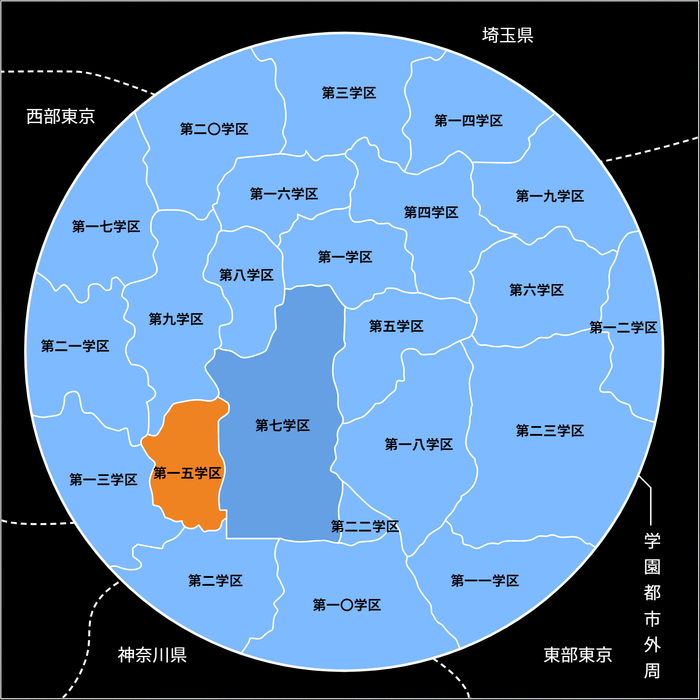 埼玉県
第三学区
西部東京
第一四学区
第二〇学区
第一六学区
第一九学区
第四学区
第一七学区
第一学区
第八学区
第六学区
第九学区
第五学区
第一二学区
第二一学区
第七学区
第二三学区
第一八学区
第一五学区
第一三学区
第二二学区
学園都市外周
第二学区
第一一学区
第一〇学区
神奈川県
東部東京